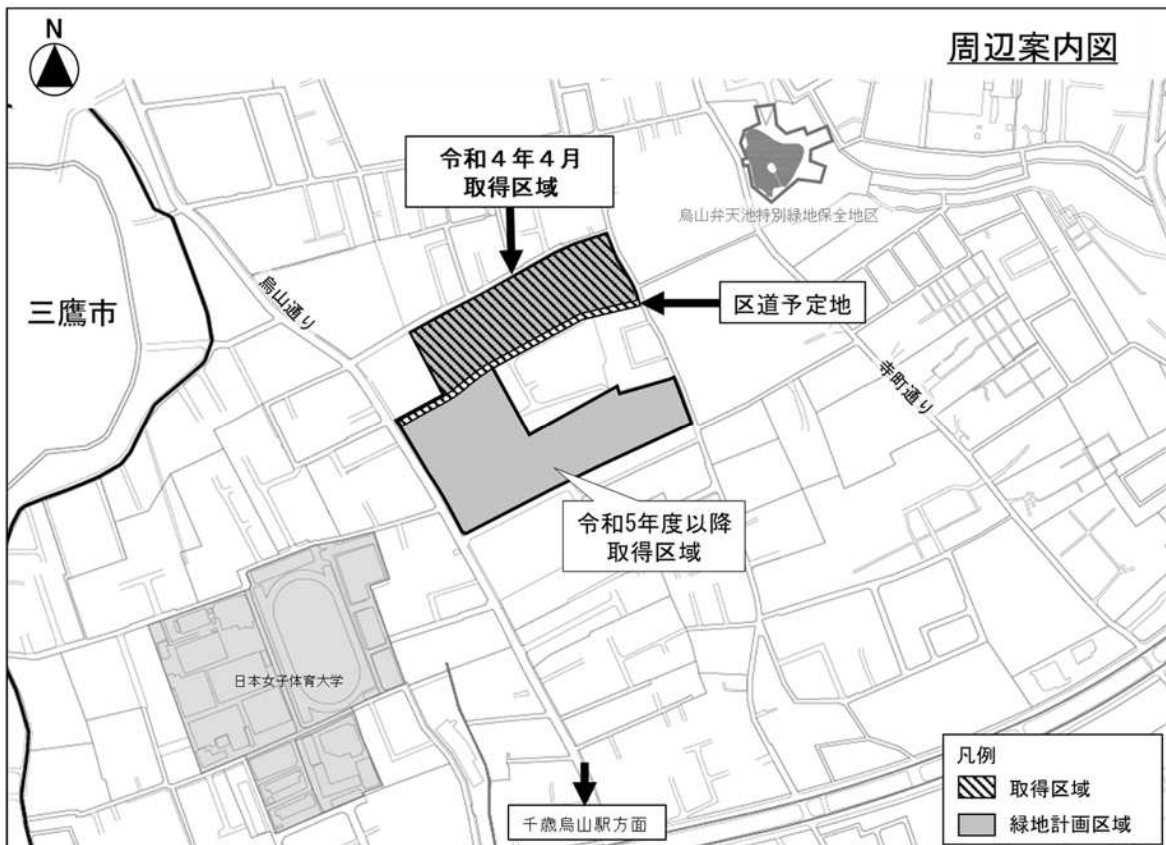 N
周辺案内図
令和4年4月
取得区域
烏山弁天池特別緑地保全地区
三鷹市
烏山通り
区道予定地
寺町通り
令和5年度以降
取得区域
日本女子体育大学
千歳烏山駅方面
凡例
取得区域
緑地計画区域